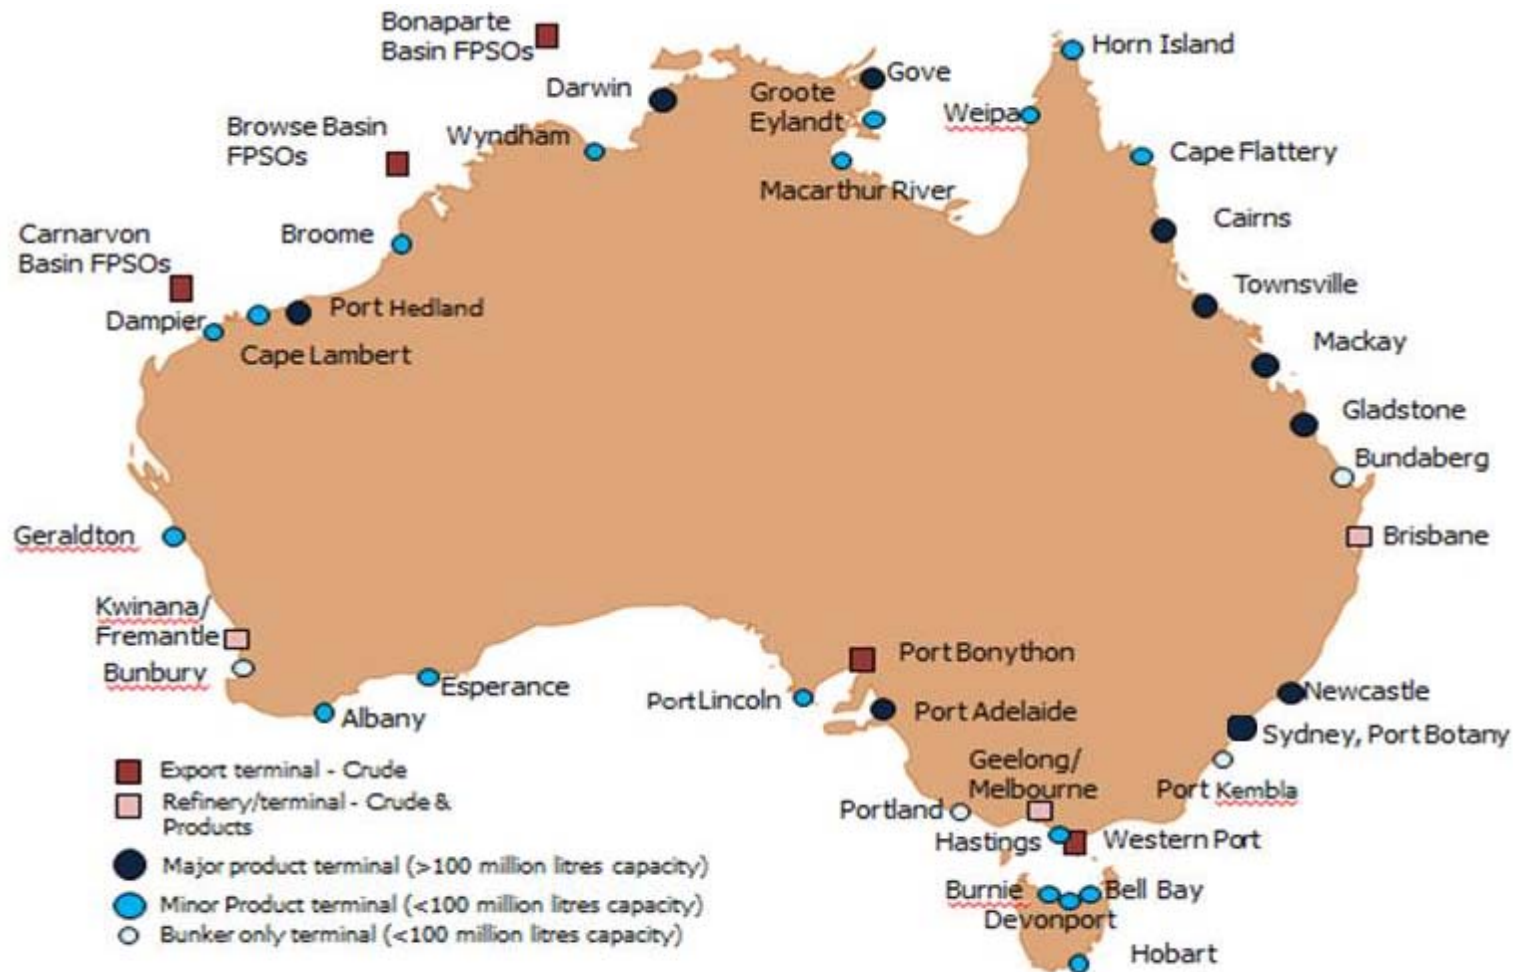 Bonaparte
Basin FPSOs
Horn Island
Gove
Darwin
Groote
Eylandt
Weipa
Browse Basin
FPSOs
Wyndham
Cape Flattery
Macarthur River
Cairns
Carnarvon
Basin FPSOs
Broome
Townsville
Port Hedland
Dampier
Cape Lambert
Mackay
Gladstone
Bundaberg
Geraldton
Brisbane
Kwinana/
Fremantle
Bunbury
Port Bonython
Esperance
Port Lincoln
Newcastle
Albany
Port Adelaide
Sydney, Port Botany
Geelong/
Melbourne
Port Kembla
Portland
Hastings
Western Port
Burnie
Bell Bay
Devonport
Hobart
Export terminal - Crude
Refinery/terminal - Crude &
Products
Major product terminal (>100 million litres capacity)
Minor Product terminal (<100 million litres capacity)
Bunker only terminal (<100 million litres capacity)